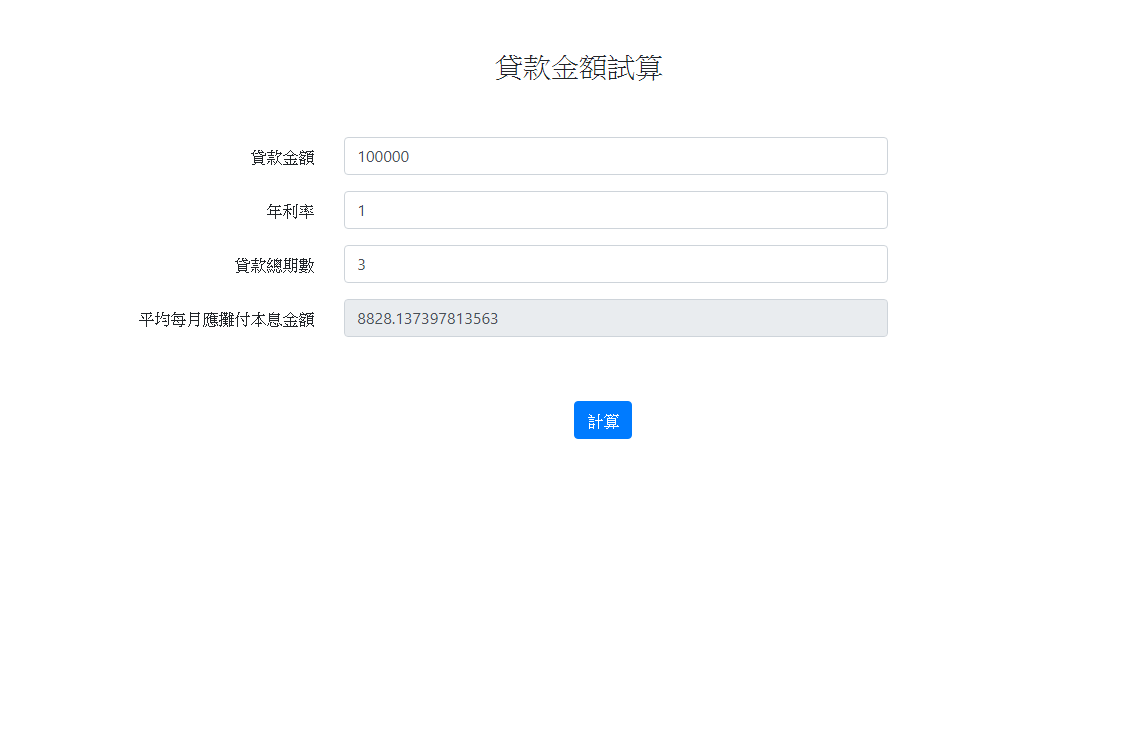 貸款金額試算
貸款金額 100000
年利率 1
貸款總期數 3
平均每月應攤付本息金額 8828.137397813563
計算